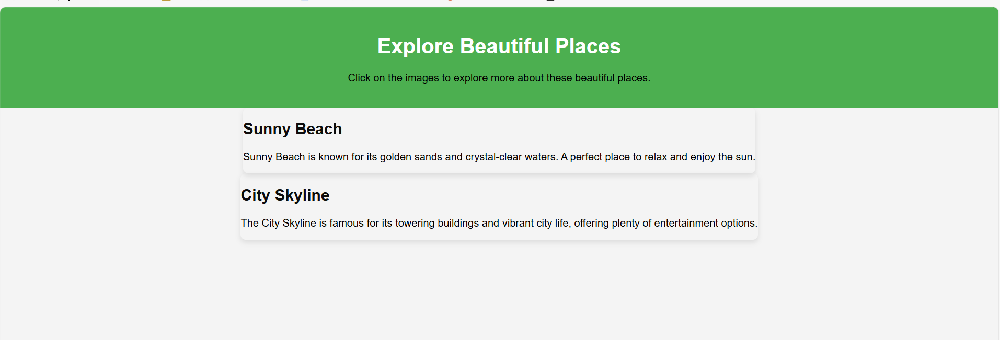 Explore Beautiful Places
Click on the images to explore more about these beautiful places.
Sunny Beach
Sunny Beach is known for its golden sands and crystal-clear waters. A perfect place to relax and enjoy the sun.
City Skyline
The City Skyline is famous for its towering buildings and vibrant city life, offering plenty of entertainment options.